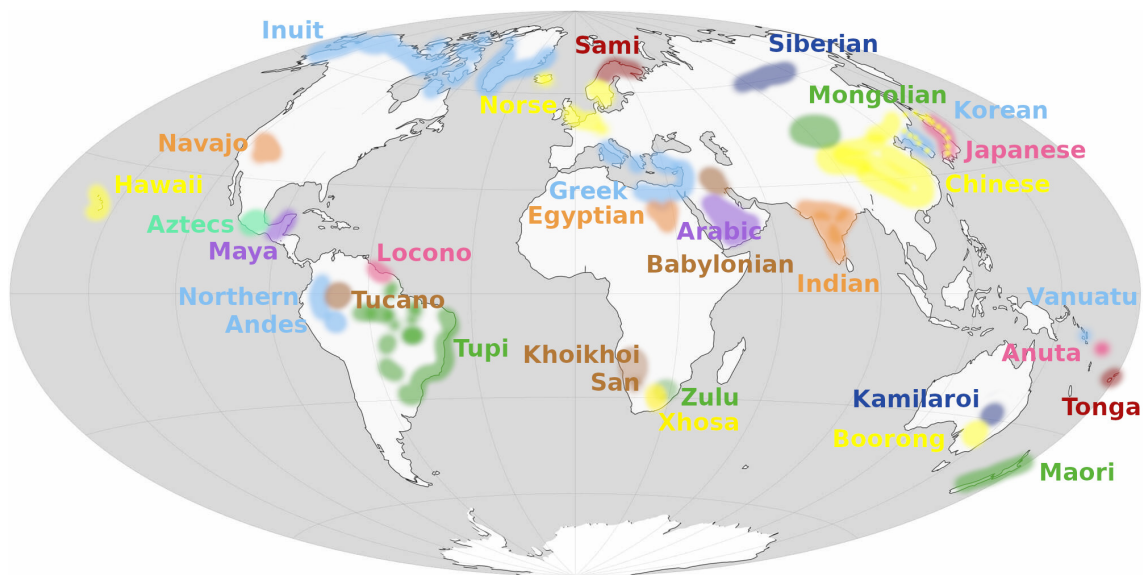 Inuit
Sami
Siberian
Norse
Mongolian
Korean
Navajo
Japanese
Hawaii
Greek
Chinese
Aztecs
Egyptian
Maya
Arabic
Locono
Babylonian
Indian
Northern
Andes
Tucano
Vanuatu
Tupi
Khoikhoi
San
Anuta
Zulu
Kamilaroi
Tonga
Xhosa
Boorong
Maori